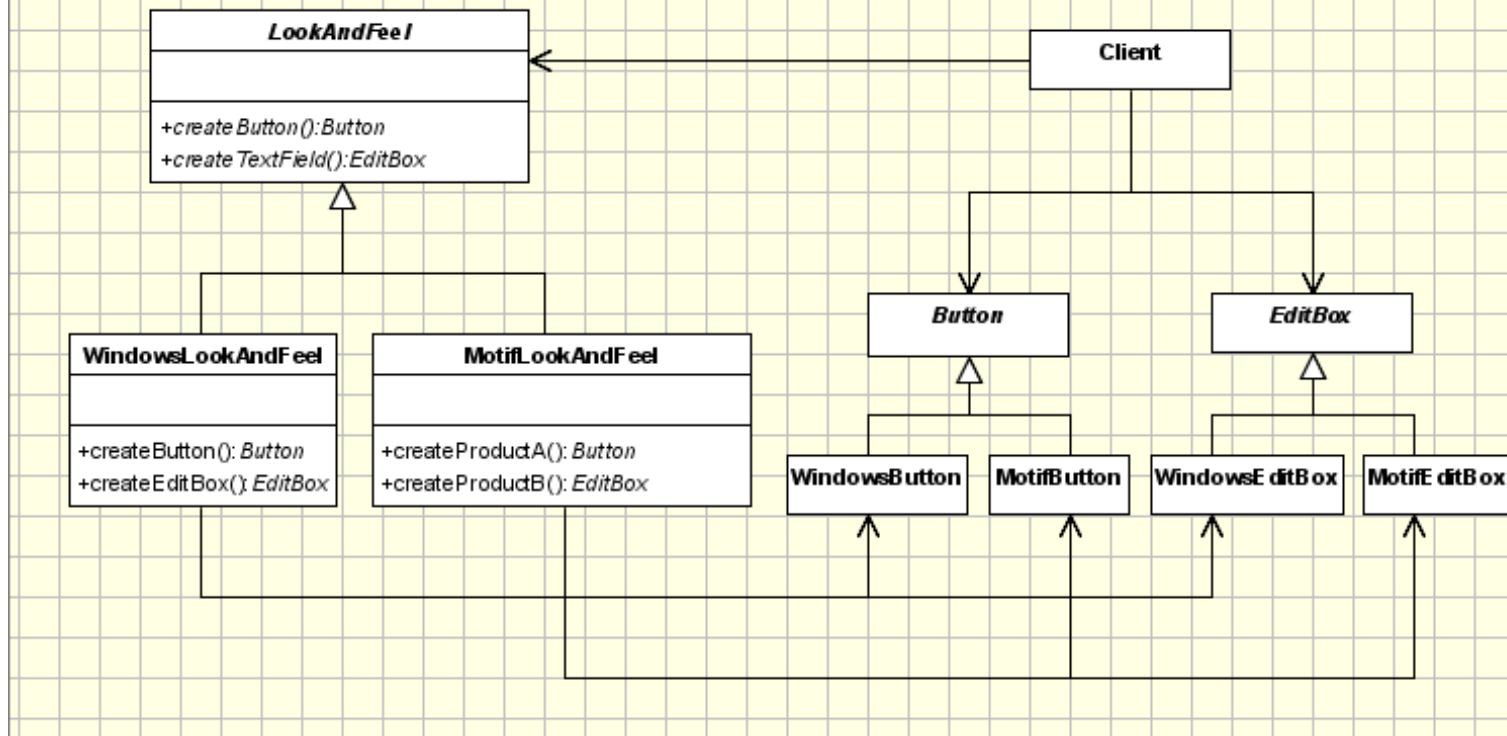 LookAndFeel
+createButton():Button
+createTextField():EditBox
Client
WindowsLookAndFeel
+createButton(): Button
+createEditBox(): EditBox
MotifLookAndFeel
+createProductA(): Button
+createProductB(): EditBox
Button
EditBox
WindowsButton
MotifButton
WindowsEditBox
MotifEditBox